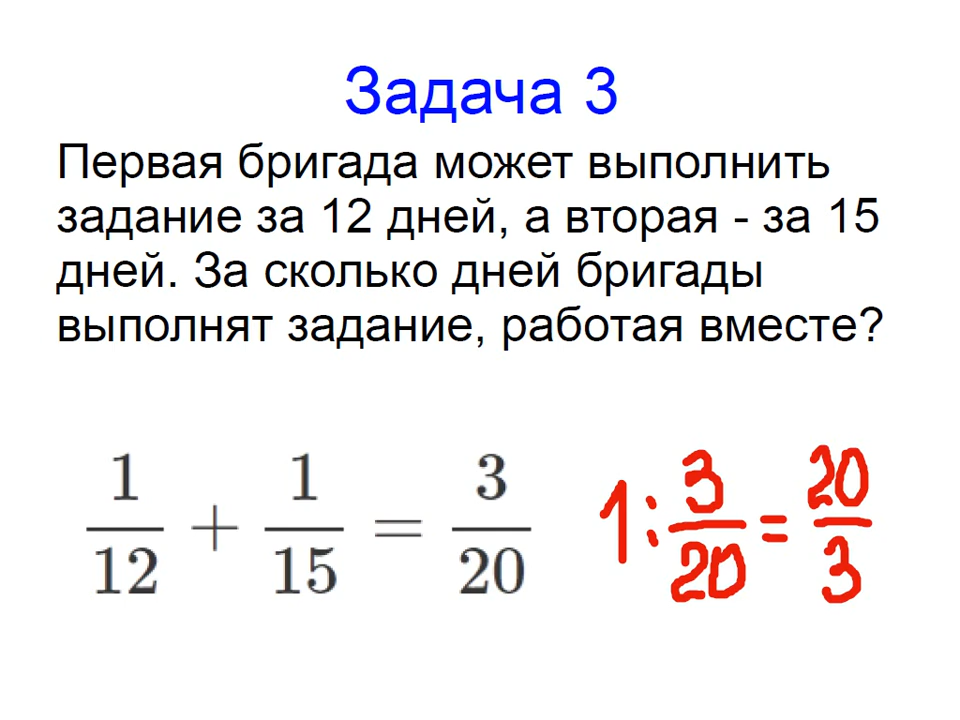 Задача 3
Первая бригада может выполнить
задание за 12 дней, а вторая - за 15
дней. За сколько дней бригады
выполнят задание, работая вместе?
1/12 + 1/15 = 3/20 1 : 3/20 = 20/3